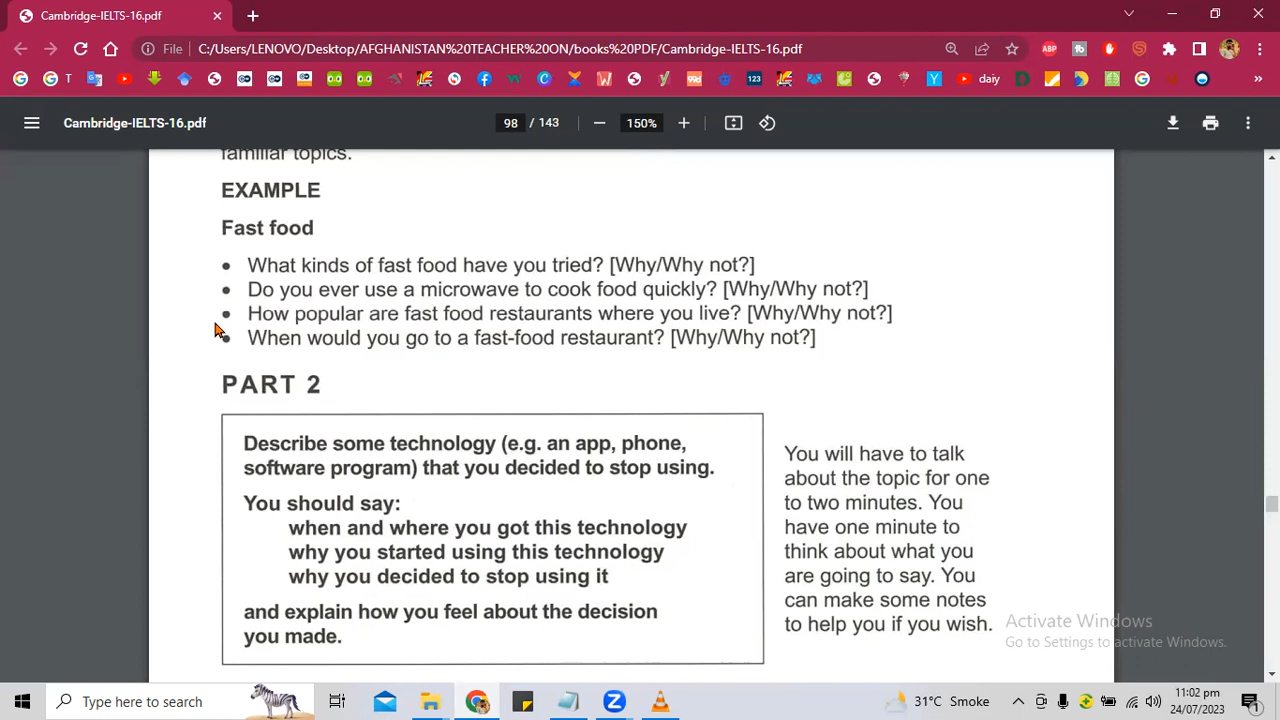 Cambridge-IELTS-16.pdf
File C:/Users/LENOVO/Desktop/AFGHANISTAN%20TEACHER%20ON/books%20PDF/Cambridge-IELTS-16.pdf
G T
daiy
Cambridge-IELTS-16.pdf
98 / 143
150%
familiar topics.
EXAMPLE
Fast food
• What kinds of fast food have you tried? [Why/Why not?]
• Do you ever use a microwave to cook food quickly? [Why/Why not?]
• How popular are fast food restaurants where you live? [Why/Why not?]
• When would you go to a fast-food restaurant? [Why/Why not?]
PART 2
Describe some technology (e.g. an app, phone,
software program) that you decided to stop using.
You should say:
when and where you got this technology
why you started using this technology
why you decided to stop using it
and explain how you feel about the decision
you made.
You will have to talk
about the topic for one
to two minutes. You
have one minute to
think about what you
are going to say. You
can make some notes
to help you if you wish.
Activate Windows
Go to Settings to activate Windows.
Type here to search
31°C Smoke
11:02 pm
24/07/2023